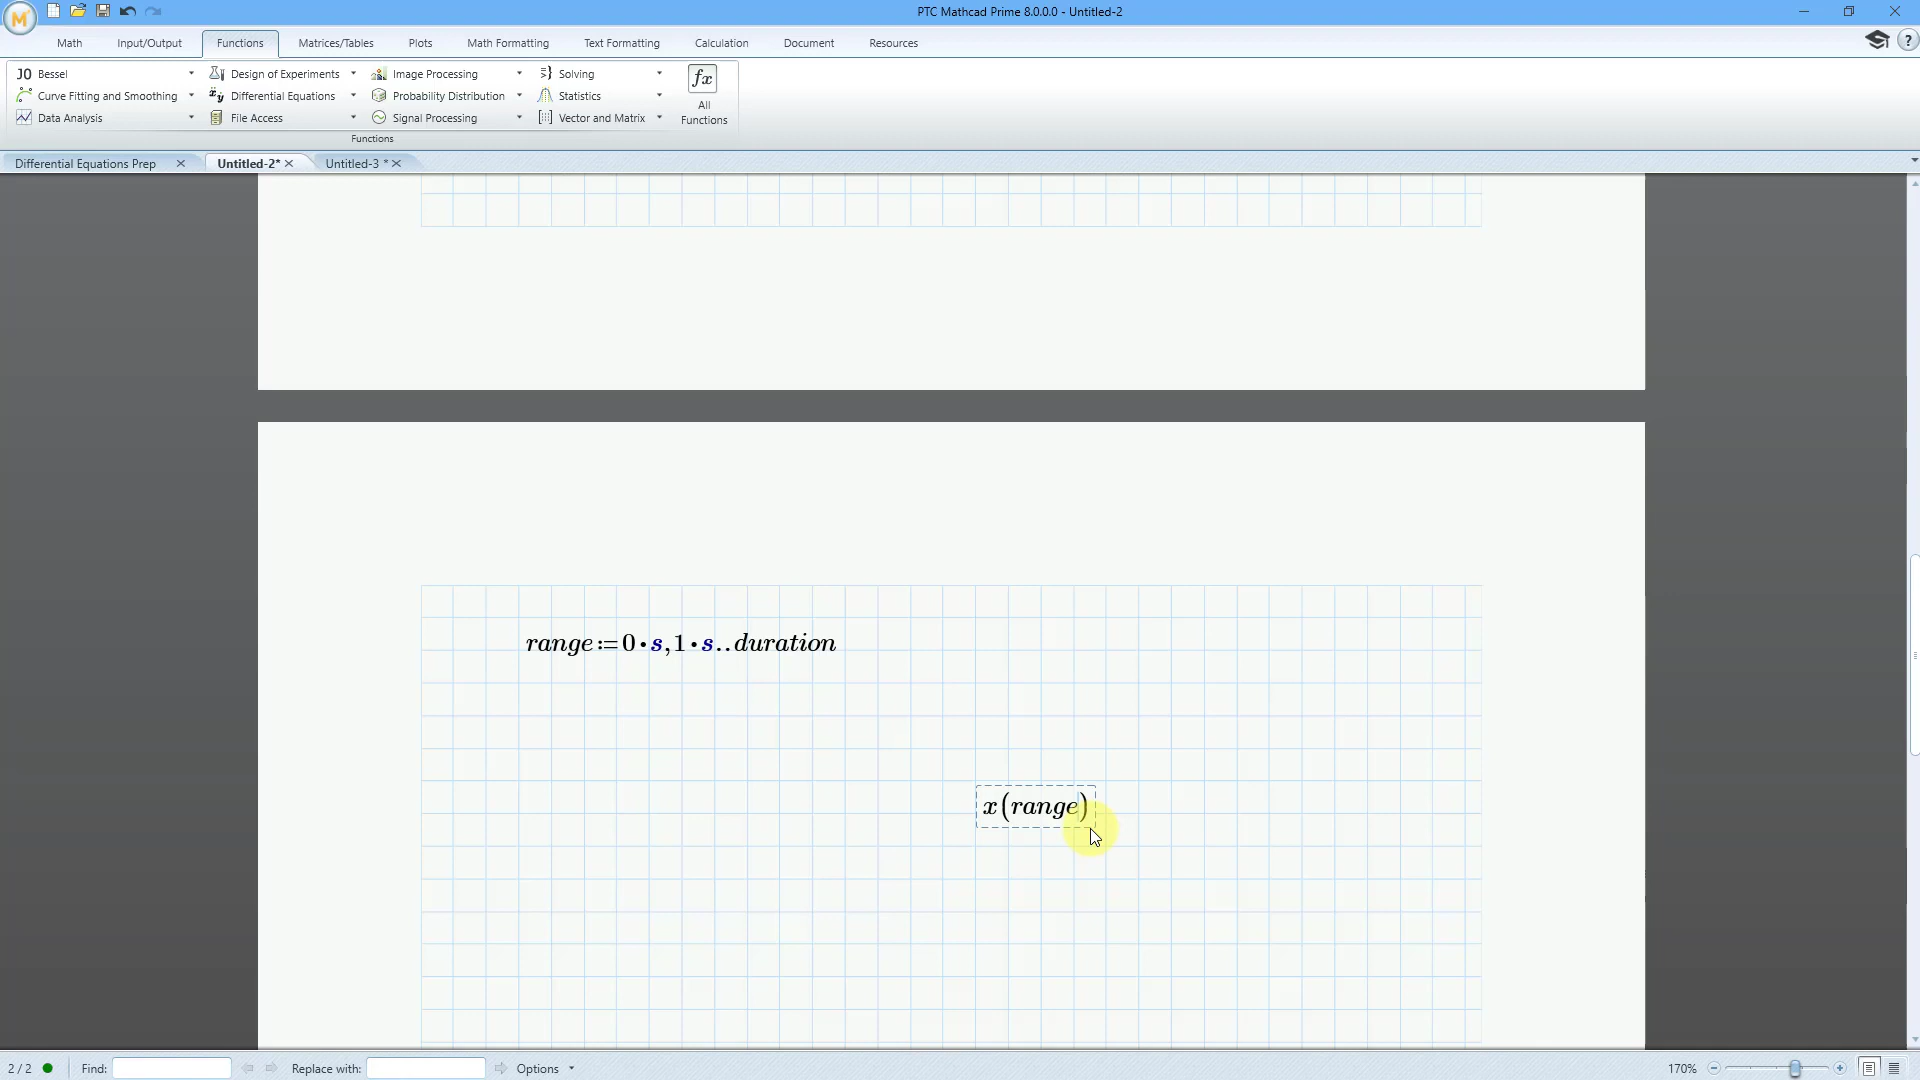 PTC Mathcad Prime 8.0.0.0 - Untitled-2
Math Input/Output Functions Matrices/Tables Plots Math Formatting Text Formatting Calculation Document Resources
Bessel Design of Experiments Image Processing Solving
Curve Fitting and Smoothing Differential Equations Probability Distribution Statistics
Data Analysis File Access Signal Processing Vector and Matrix
All
Functions
Functions
Differential Equations Prep Untitled-2* Untitled-3 *
range:=0·s,1·s..duration
x(range)
2 / 2 Find: Replace with: Options 170%